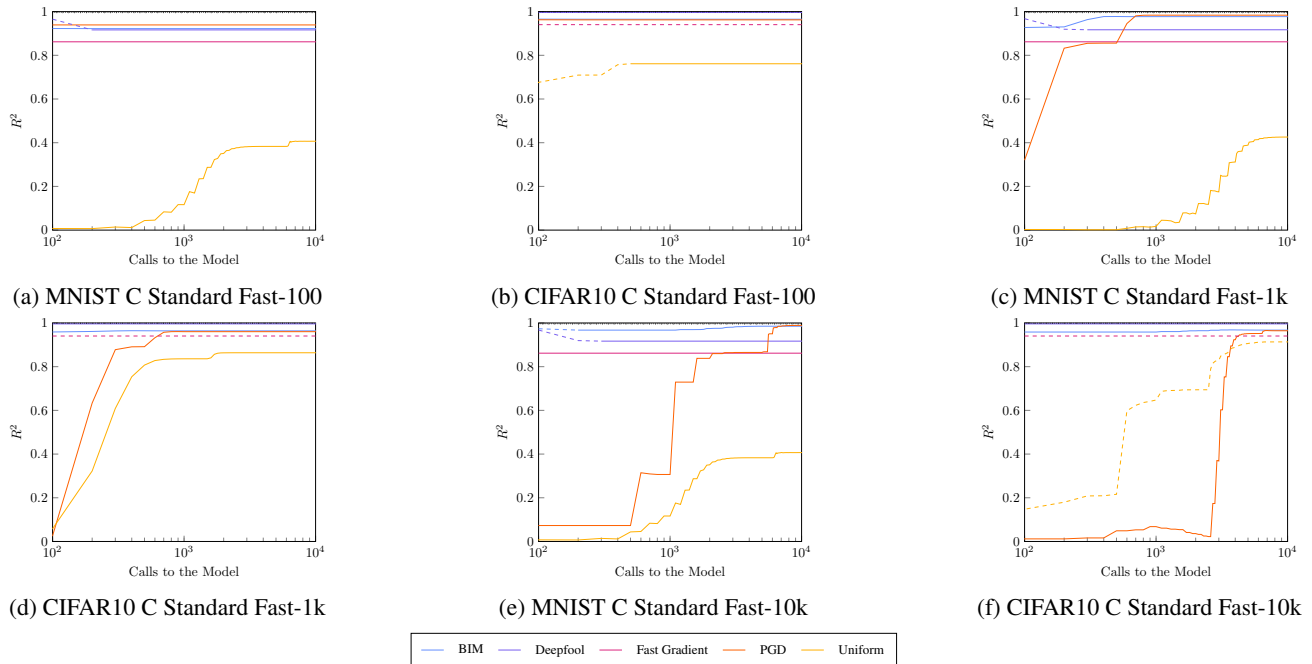 1
0.8
0.6
0.4
0.2
0
R²
10² 10³ 10⁴
Calls to the Model
(a) MNIST C Standard Fast-100
1
0.8
0.6
0.4
0.2
0
R²
10² 10³ 10⁴
Calls to the Model
(b) CIFAR10 C Standard Fast-100
1
0.8
0.6
0.4
0.2
0
R²
10² 10³ 10⁴
Calls to the Model
(c) MNIST C Standard Fast-1k
1
0.8
0.6
0.4
0.2
0
R²
10² 10³ 10⁴
Calls to the Model
(d) CIFAR10 C Standard Fast-1k
1
0.8
0.6
0.4
0.2
0
R²
10² 10³ 10⁴
Calls to the Model
(e) MNIST C Standard Fast-10k
1
0.8
0.6
0.4
0.2
0
R²
10² 10³ 10⁴
Calls to the Model
(f) CIFAR10 C Standard Fast-10k
BIM Deepfool Fast Gradient PGD Uniform